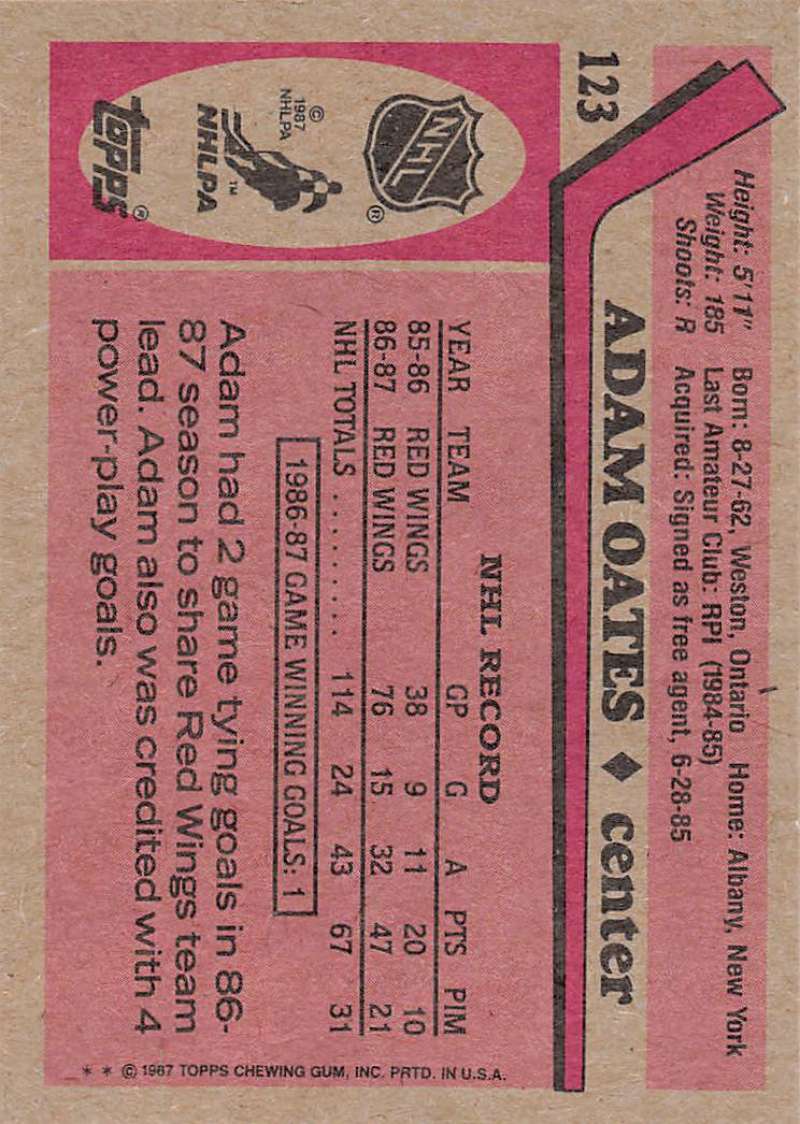 123
Height: 5'11" Born: 8-27-62, Weston, Ontario Home: Albany, New York
Weight: 185 Last Amateur Club: RPI (1984-85)
Shoots: R Acquired: Signed as free agent, 6-28-85
ADAM OATES ♦ center
NHL
®
© 1987 NHLPA
™
NHLPA
TOPPS®
NHL RECORD
YEAR TEAM GP G A PTS PIM
85-86 RED WINGS 38 9 11 20 10
86-87 RED WINGS 76 15 32 47 21
NHL TOTALS .......... 114 24 43 67 31
1986-87 GAME WINNING GOALS: 1
Adam had 2 game tying goals in 86-
87 season to share Red Wings team
lead. Adam also was credited with 4
power-play goals.
* * © 1987 TOPPS CHEWING GUM, INC. PRTD. IN U.S.A.